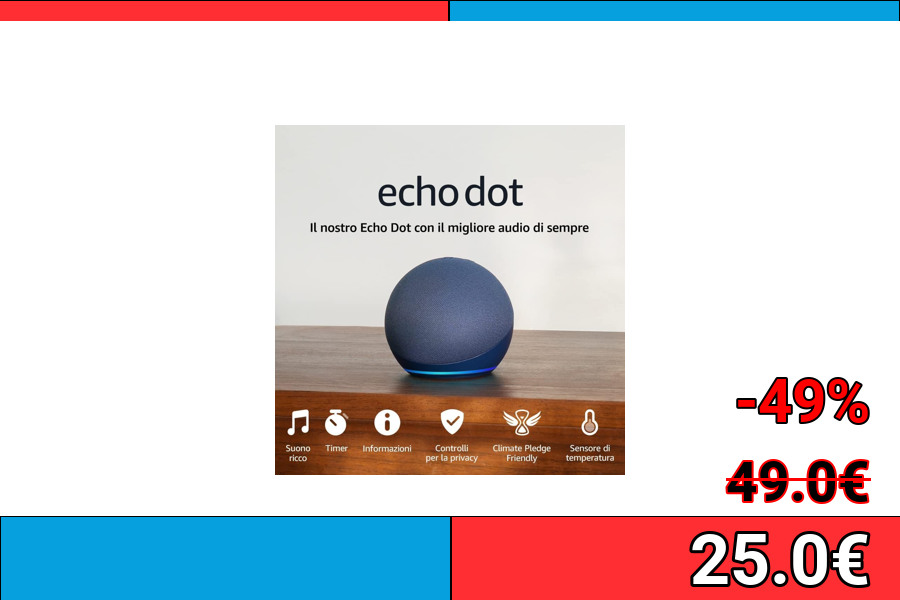 echo dot
Il nostro Echo Dot con il migliore audio di sempre
Suono
ricco
Timer
Informazioni
Controlli
per la privacy
Climate Pledge
Friendly
Sensore di
temperatura
-49%
49.0€
25.0€